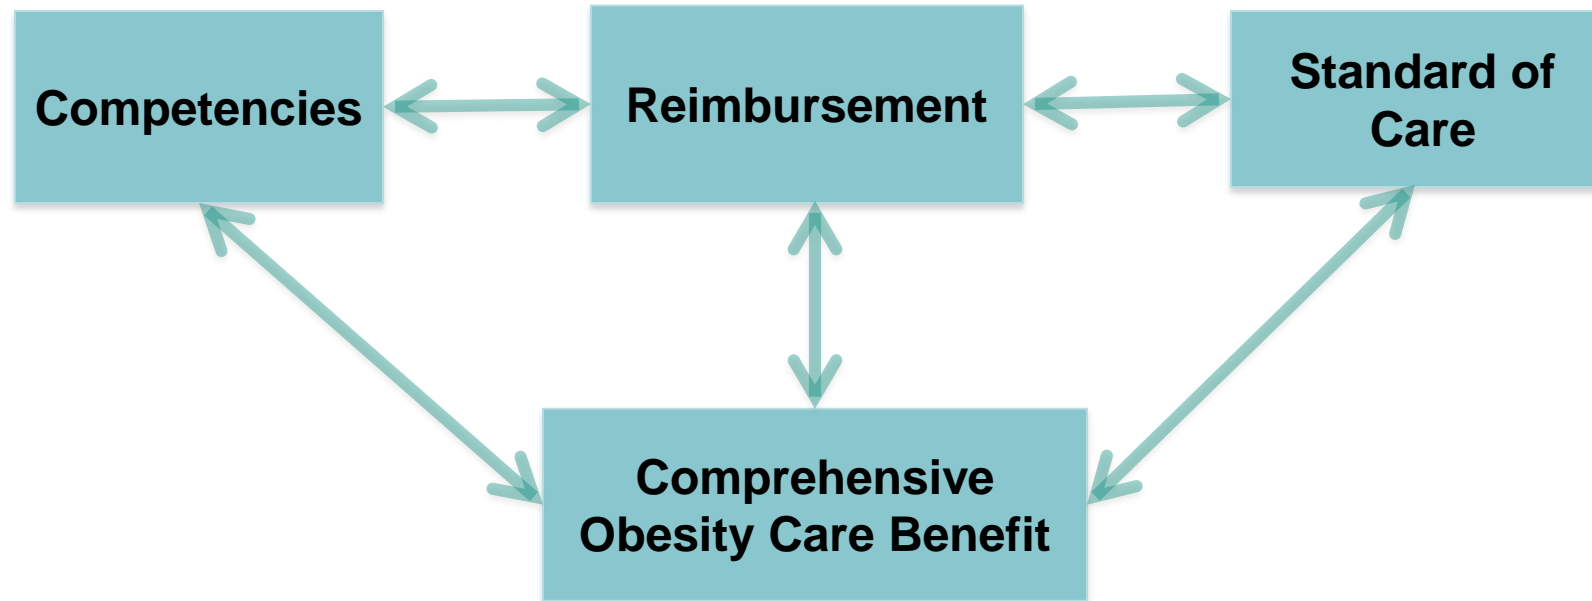 Competencies
Reimbursement
Standard of
Care
Comprehensive
Obesity Care Benefit